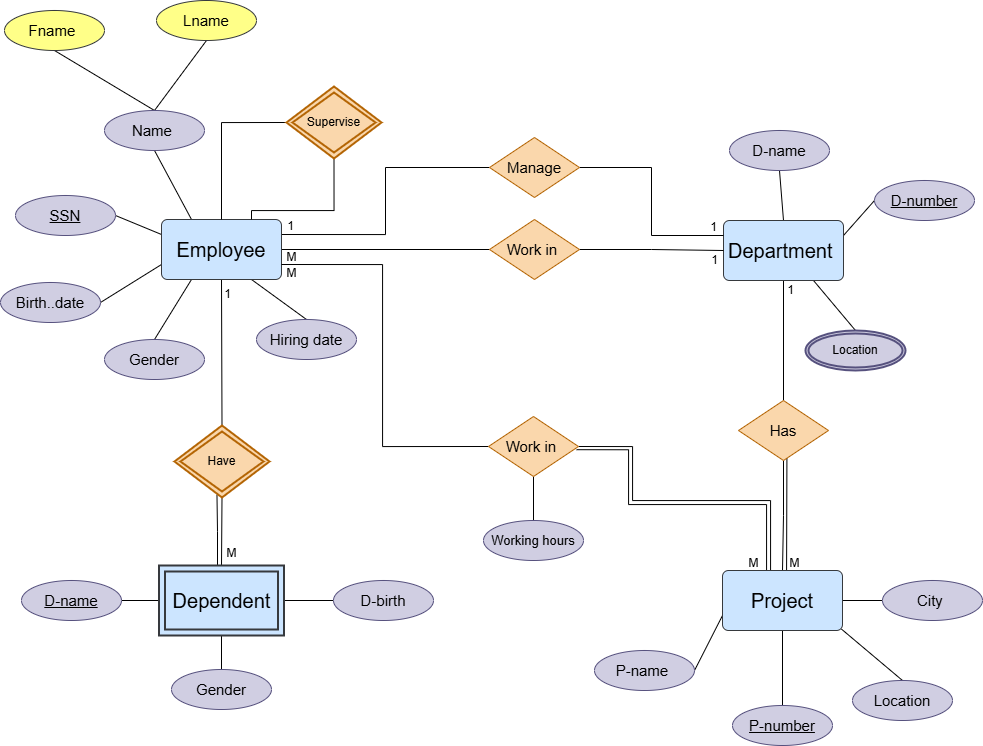 Lname
Fname
Supervise
Name
D-name
Manage
D-number
SSN
1
1
Employee
M
Work in
Department
1
M
1
1
Birth..date
Hiring date
Gender
Location
Has
Have
Work in
Working hours
M
M
M
D-name
Dependent
D-birth
Project
City
P-name
Gender
Location
P-number